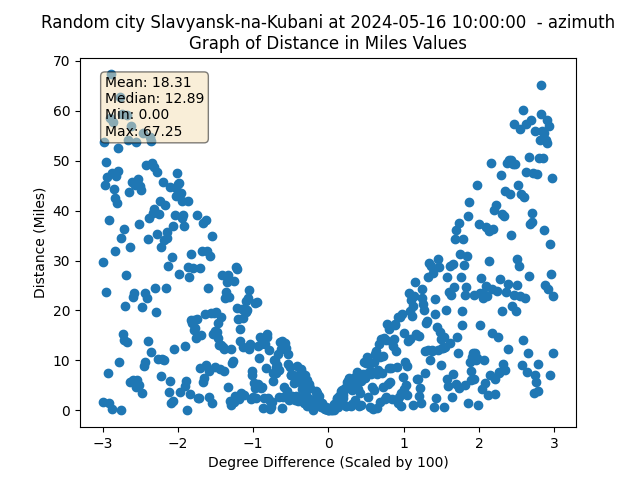 Random city Slavyansk-na-Kubani at 2024-05-16 10:00:00  - azimuth
Graph of Distance in Miles Values
Mean: 18.31
Median: 12.89
Min: 0.00
Max: 67.25
70
60
50
40
30
20
10
0
Distance (Miles)
−3
−2
−1
0
1
2
3
Degree Difference (Scaled by 100)